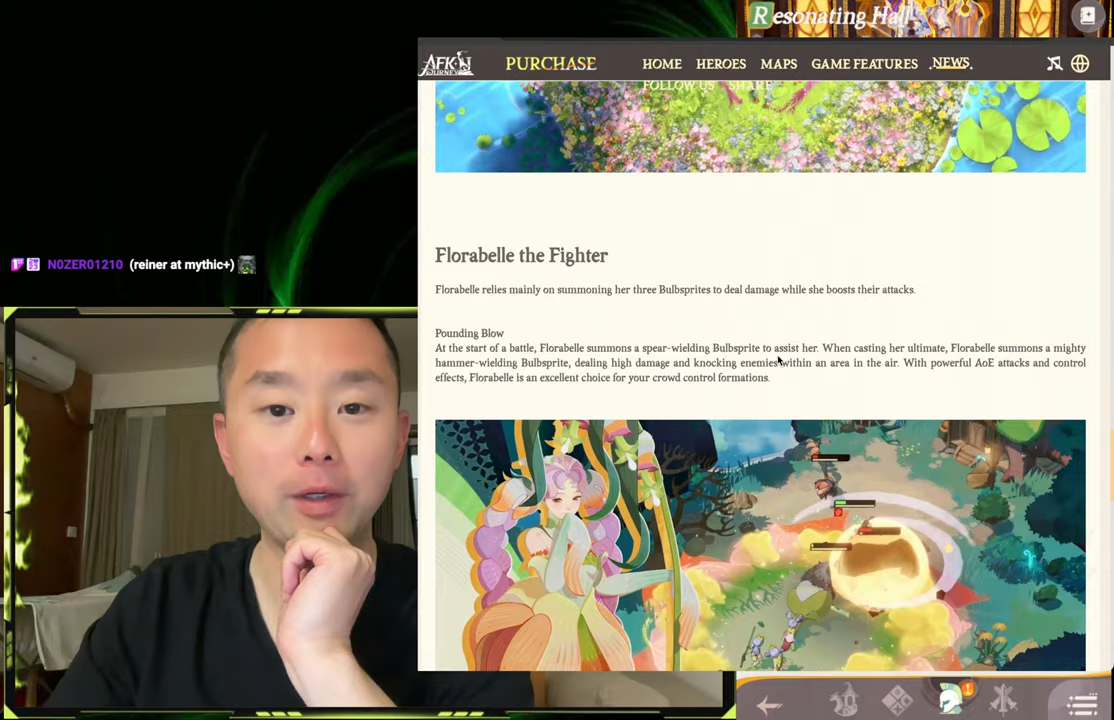 Resonating Hall
AFK JOURNEY
PURCHASE
HOME HEROES MAPS GAME FEATURES NEWS
FOLLOW US SHARE
Florabelle the Fighter
Florabelle relies mainly on summoning her three Bulbsprites to deal damage while she boosts their attacks.
Pounding Blow
At the start of a battle, Florabelle summons a spear-wielding Bulbsprite to assist her. When casting her ultimate, Florabelle summons a mighty
hammer-wielding Bulbsprite, dealing high damage and knocking enemies within an area in the air. With powerful AoE attacks and control
effects, Florabelle is an excellent choice for your crowd control formations.
N0ZER01210 (reiner at mythic+)